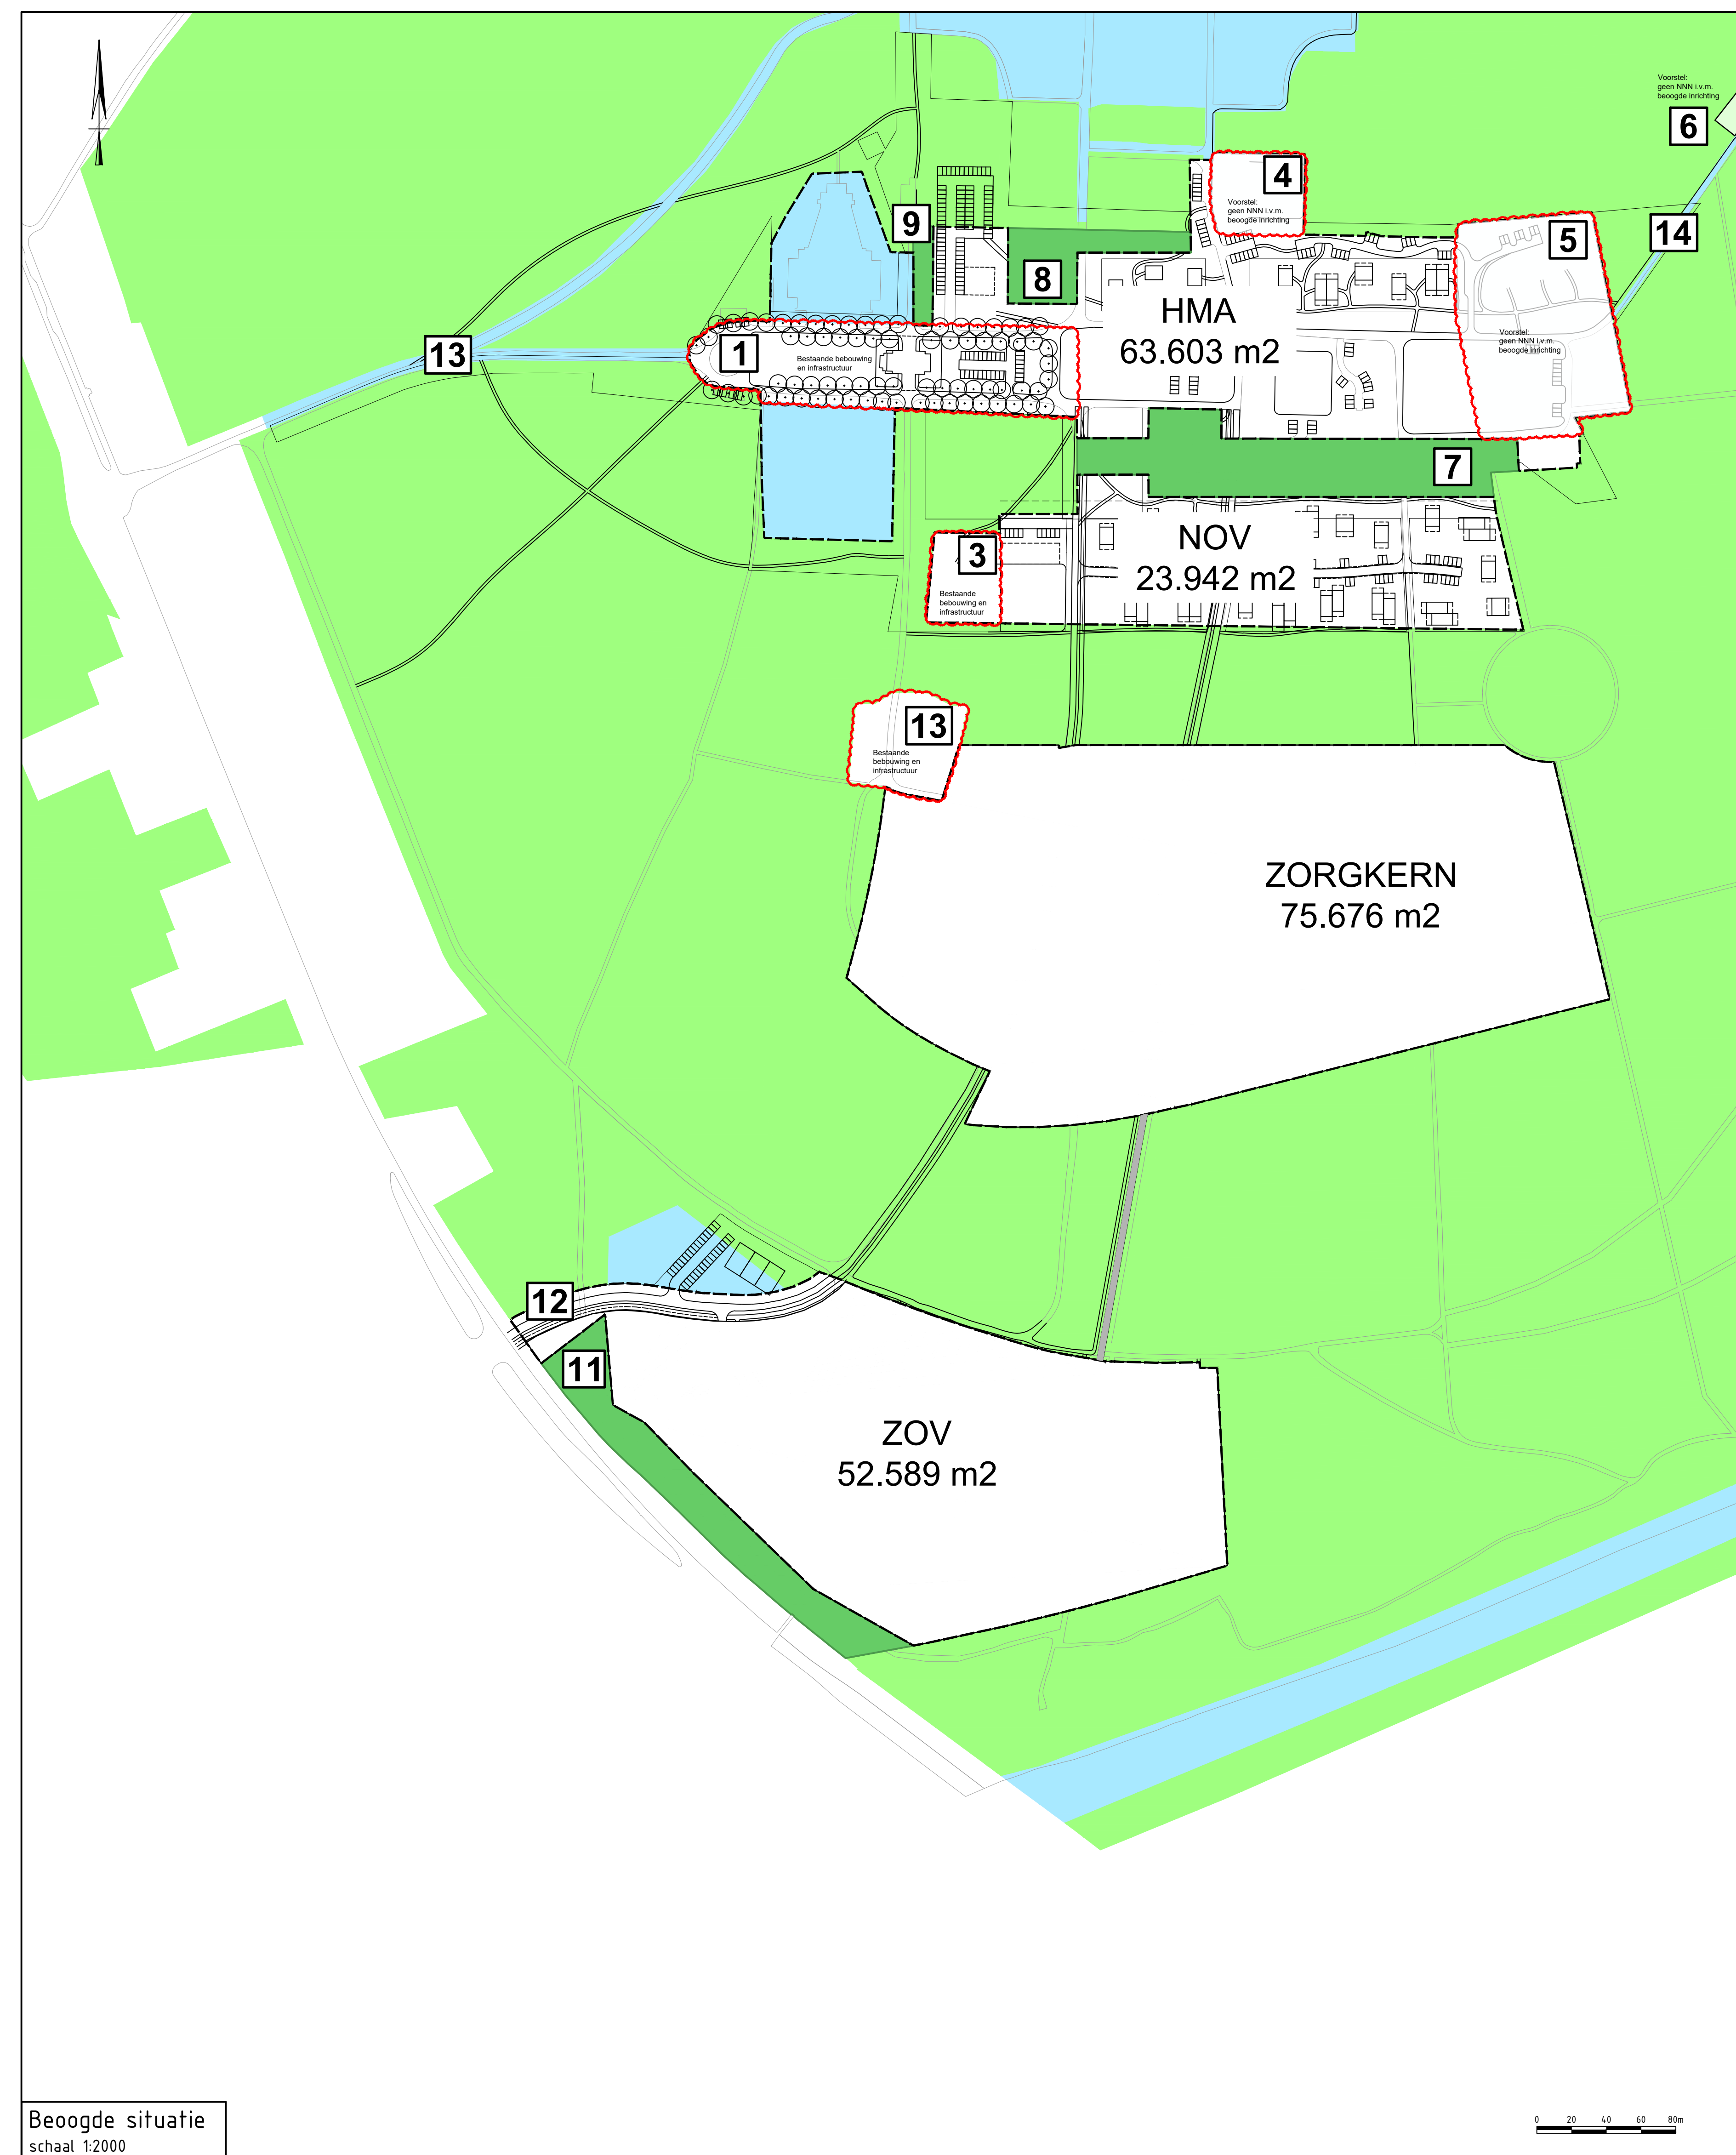 Voorstel:
geen NNN i.v.m.
beoogde inrichting
6
4
Voorstel:
geen NNN i.v.m.
beoogde inrichting
9
5
14
8
HMA
63.603 m2
13
1
Bestaande bebouwing
en infrastructuur
Voorstel:
geen NNN i.v.m.
beoogde inrichting
7
NOV
23.942 m2
3
Bestaande
bebouwing en
infrastructuur
13
Bestaande
bebouwing en
infrastructuur
ZORGKERN
75.676 m2
12
11
ZOV
52.589 m2
Beoogde situatie
schaal 1:2000
0 20 40 60 80m